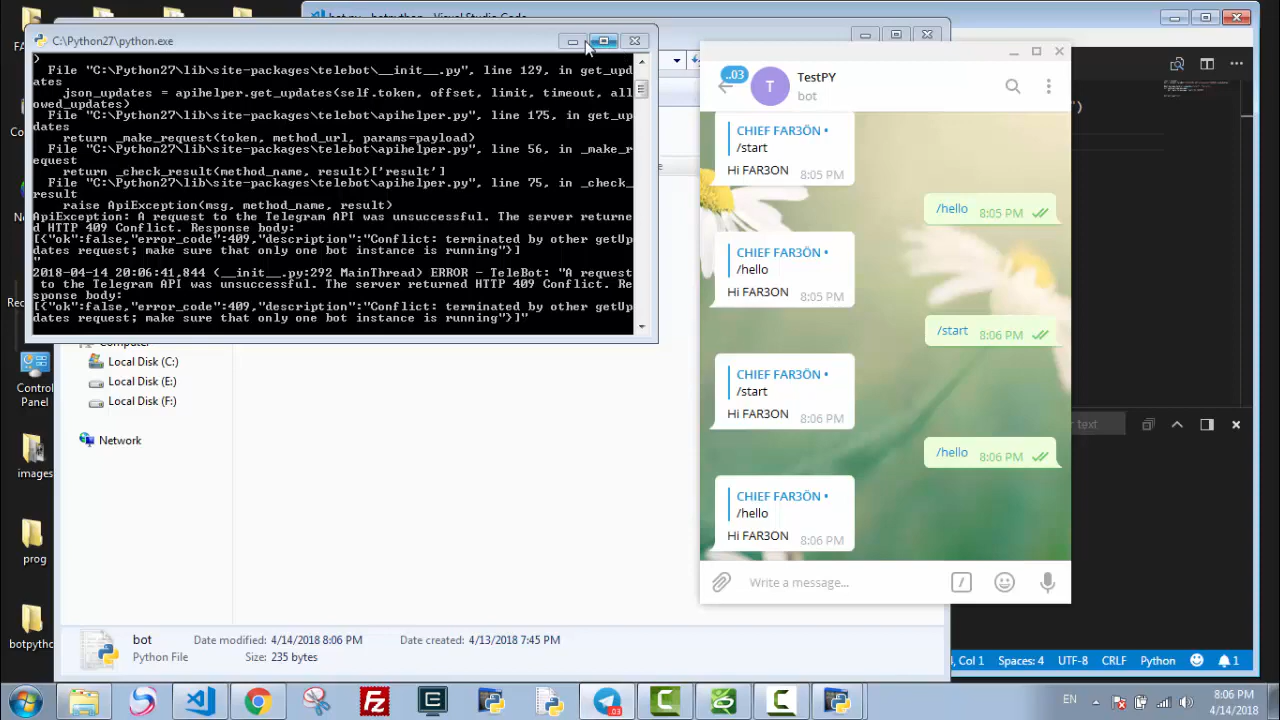 bot.py - botpython - Visual Studio Code
C:\Python27\python.exe
)
File "C:\Python27\lib\site-packages\telebot\__init__.py", line 129, in get_upd
ates
json_updates = apihelper.get_updates(self.token, offset, limit, timeout, all
owed_updates)
File "C:\Python27\lib\site-packages\telebot\apihelper.py", line 175, in get_up
dates
return _make_request(token, method_url, params=payload)
File "C:\Python27\lib\site-packages\telebot\apihelper.py", line 56, in _make_r
equest
return _check_result(method_name, result)['result']
File "C:\Python27\lib\site-packages\telebot\apihelper.py", line 75, in _check_
result
raise ApiException(msg, method_name, result)
ApiException: A request to the Telegram API was unsuccessful. The server returne
d HTTP 409 Conflict. Response body:
[{"ok":false,"error_code":409,"description":"Conflict: terminated by other getUp
dates request; make sure that only one bot instance is running"}]
"
2018-04-14 20:06:41,844 (__init__.py:292 MainThread) ERROR - TeleBot: "A request
to the Telegram API was unsuccessful. The server returned HTTP 409 Conflict. Re
sponse body:
[{"ok":false,"error_code":409,"description":"Conflict: terminated by other getUp
dates request; make sure that only one bot instance is running"}]"
..03
T
TestPY
bot
CHIEF FAR3ÖN •
/start
Hi FAR3ON 8:05 PM
/hello 8:05 PM
CHIEF FAR3ÖN •
/hello
Hi FAR3ON 8:05 PM
/start 8:06 PM
CHIEF FAR3ÖN •
/start
Hi FAR3ON 8:06 PM
/hello 8:06 PM
CHIEF FAR3ÖN •
/hello
Hi FAR3ON 8:06 PM
Write a message...
Local Disk (C:)
Local Disk (E:)
Local Disk (F:)
Network
Control
Panel
images
prog
botpytho
")
text
bot Date modified: 4/14/2018 8:06 PM Date created: 4/13/2018 7:45 PM
Python File Size: 235 bytes
, Col 1 Spaces: 4 UTF-8 CRLF Python 1
03
EN
8:06 PM
4/14/2018